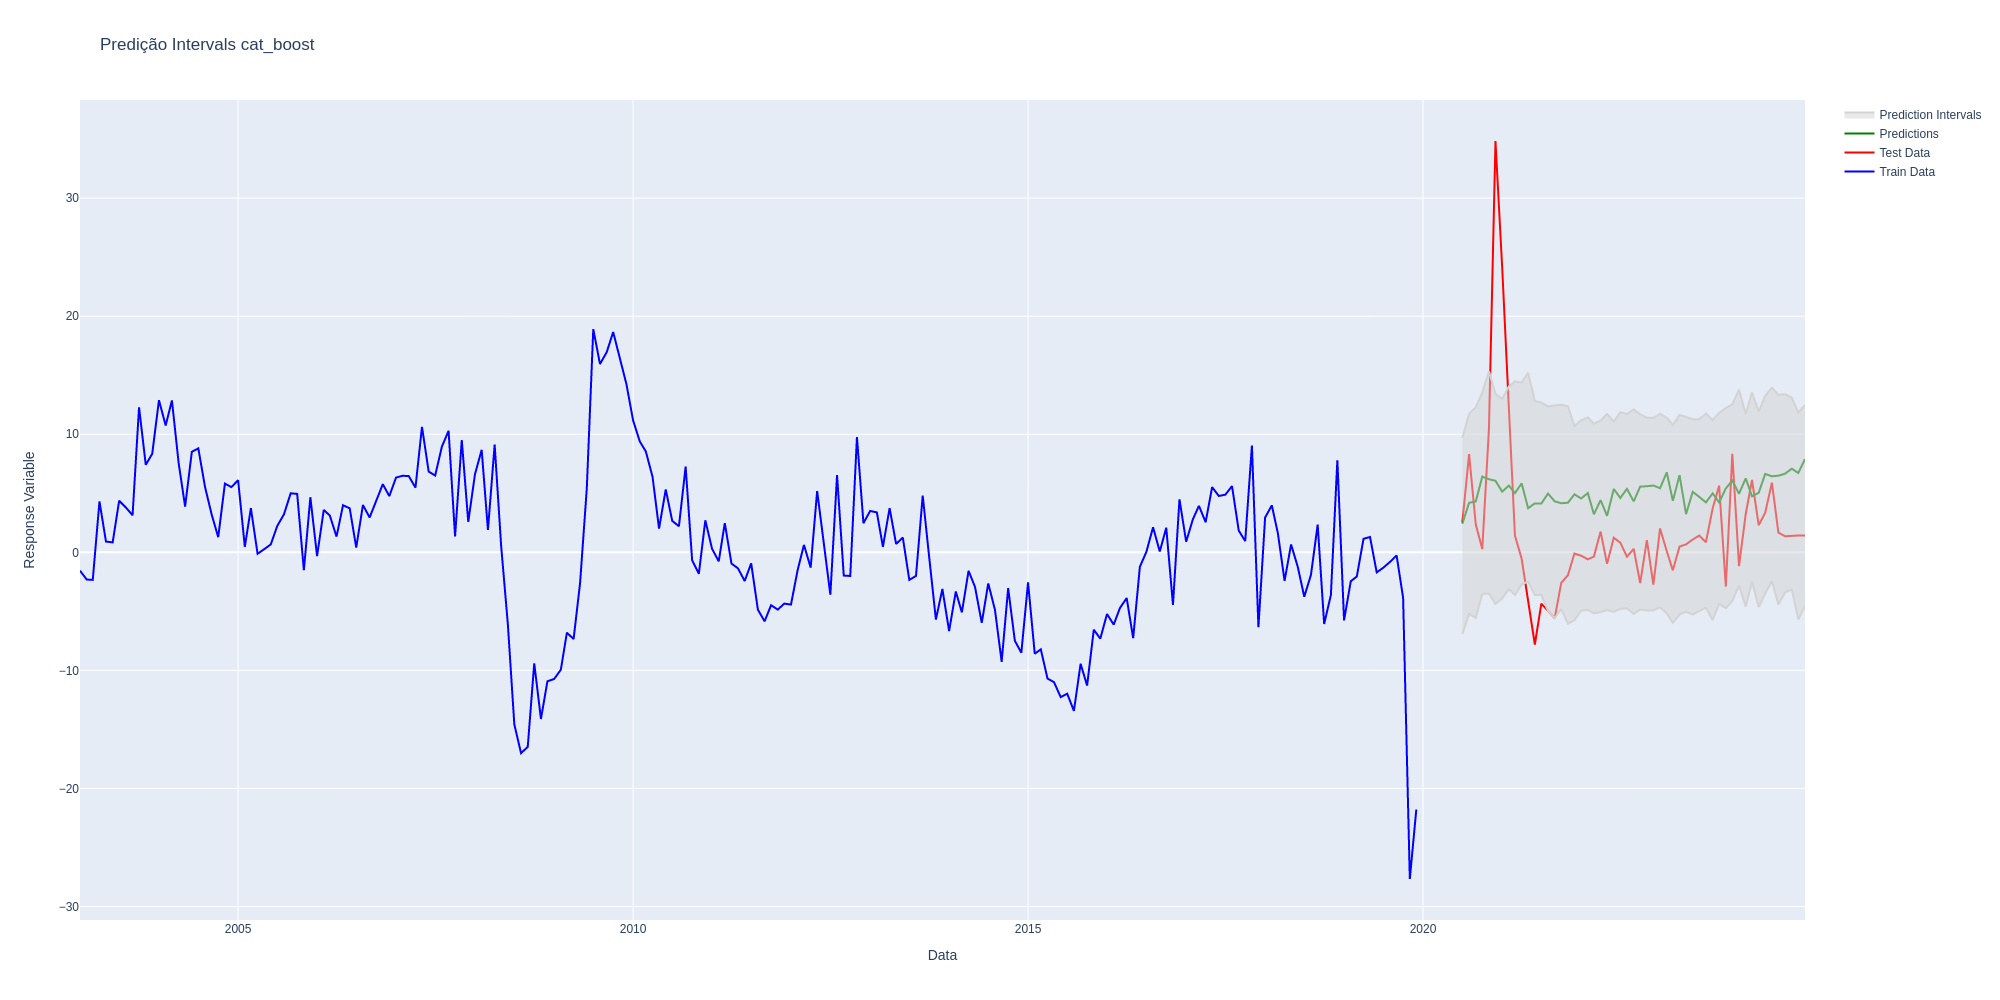 Predição Intervals cat_boost
Prediction Intervals
Predictions
Test Data
Train Data
Response Variable
30
20
10
0
−10
−20
−30
2005
2010
2015
2020
Data